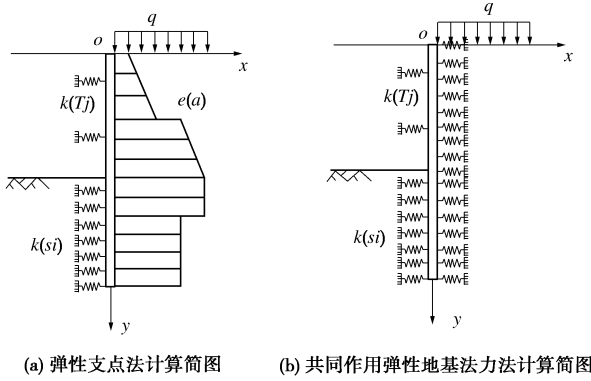 q
o
x
k(Tj)
e(a)
k(si)
y
(a) 弹性支点法计算简图
q
o
x
k(Tj)
k(si)
y
(b) 共同作用弹性地基法力法计算简图